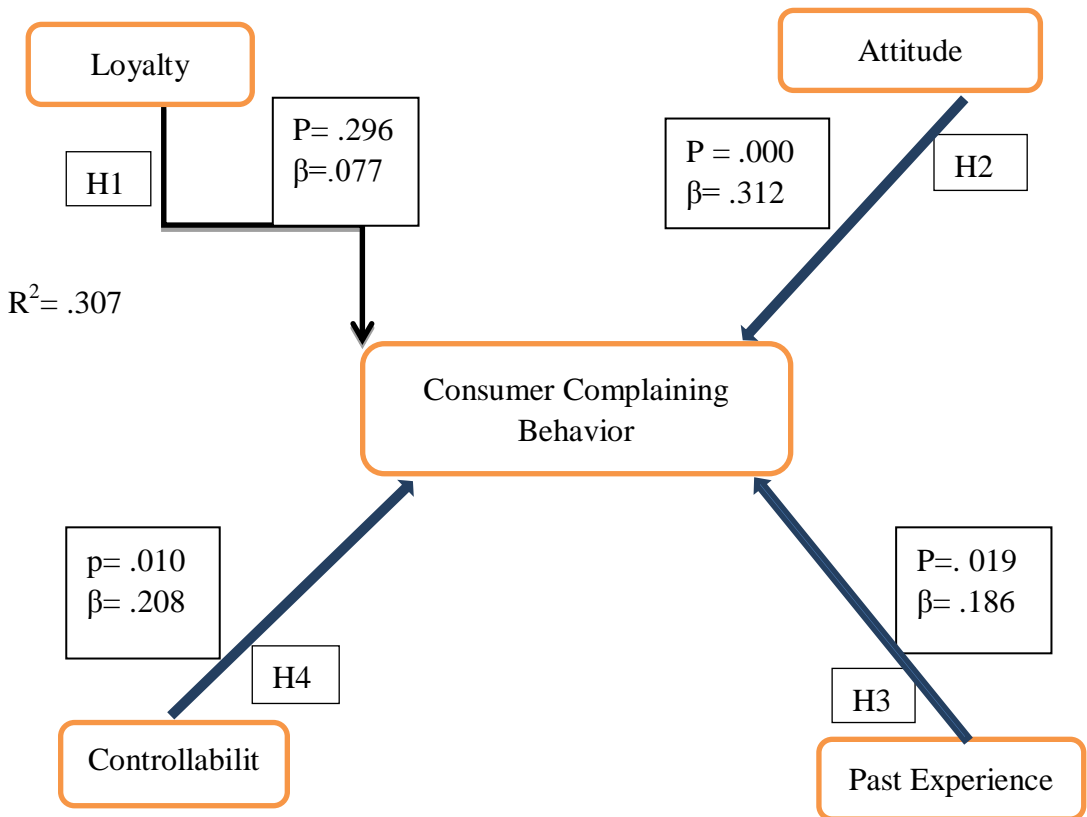 Loyalty
Attitude
P= .296
β=.077
P = .000
β= .312
H1
H2
R²= .307
Consumer Complaining
Behavior
p= .010
β= .208
P=. 019
β= .186
H4
H3
Controllabilit
Past Experience